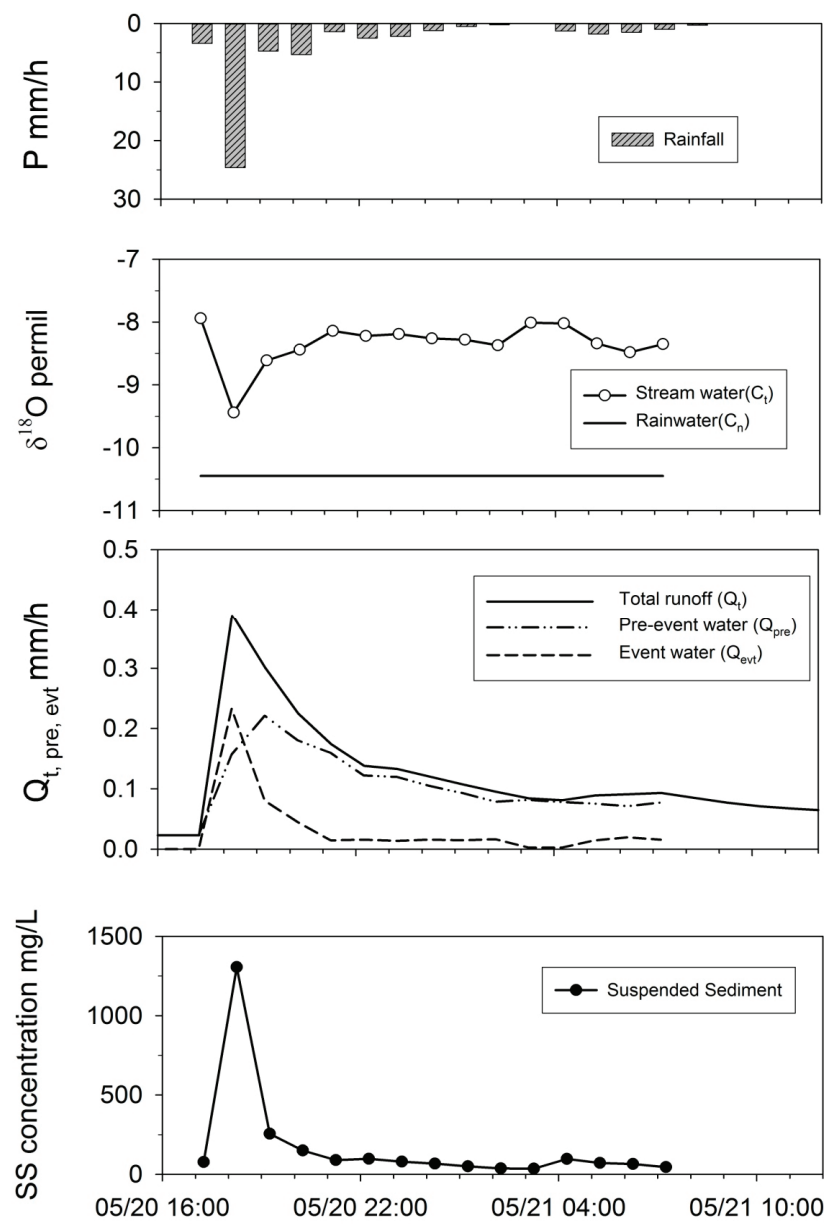 0
10
20
30
P mm/h
Rainfall
-7
-8
-9
-10
-11
δ18O permil
Stream water(Ct)
Rainwater(Cn)
0.5
0.4
0.3
0.2
0.1
0.0
Qt, pre, evt mm/h
Total runoff (Qt)
Pre-event water (Qpre)
Event water (Qevt)
1500
1000
500
0
SS concentration mg/L
Suspended Sediment
05/20 16:00 05/20 22:00 05/21 04:00 05/21 10:00